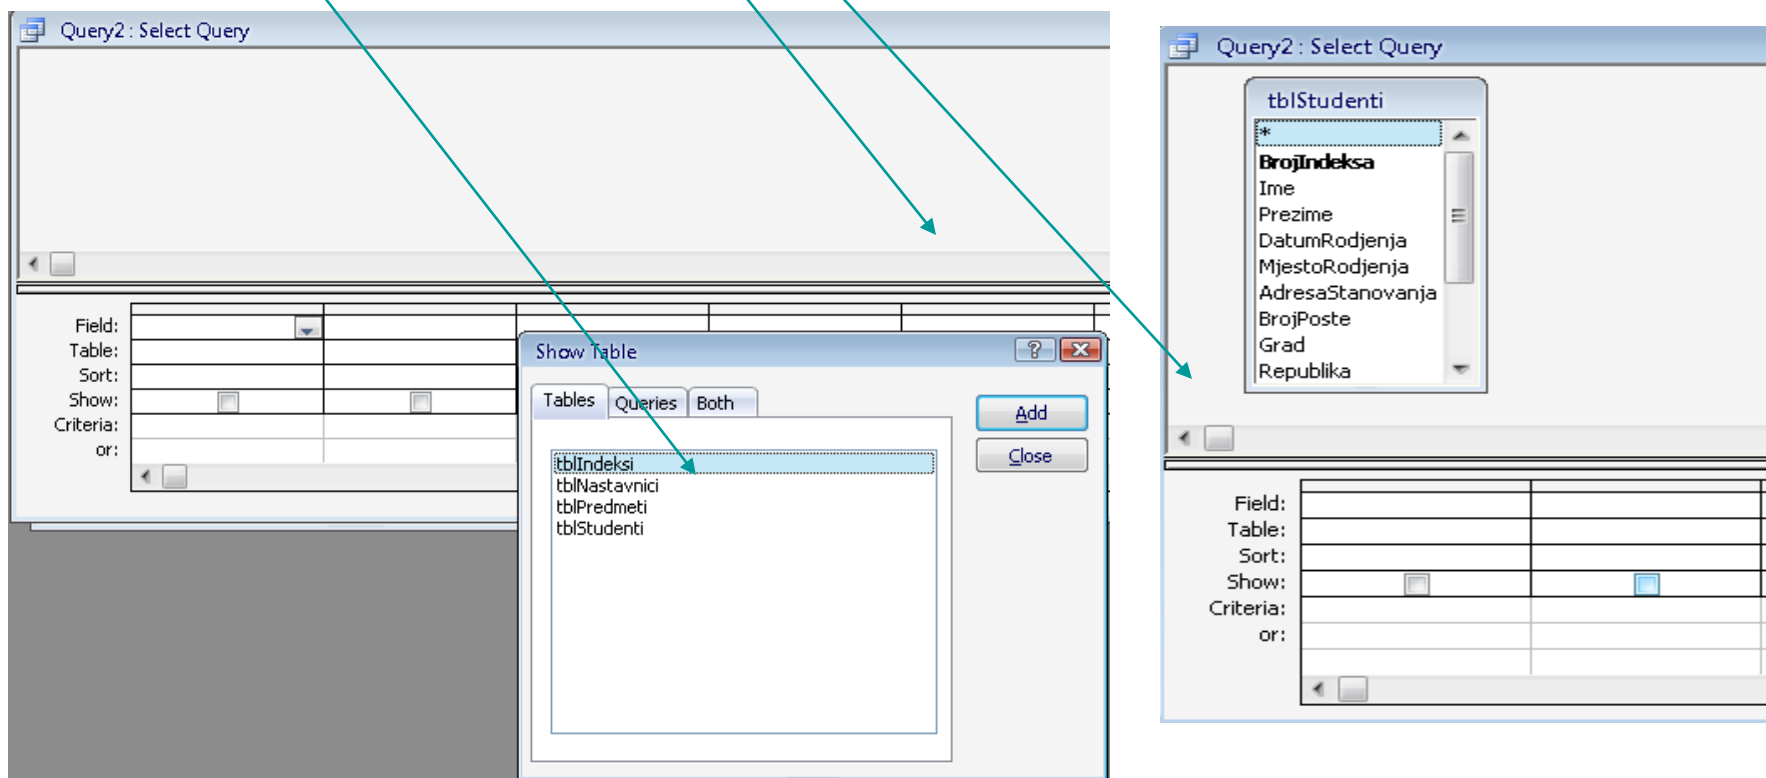 Query2 : Select Query
Field:
Table:
Sort:
Show:
Criteria:
or:
Show Table
?
Tables Queries Both
Add
Close
tblIndeksi
tblNastavnici
tblPredmeti
tblStudenti
Query2 : Select Query
tblStudenti
*
BrojIndeksa
Ime
Prezime
DatumRodjenja
MjestoRodjenja
AdresaStanovanja
BrojPoste
Grad
Republika
Field:
Table:
Sort:
Show:
Criteria:
or: